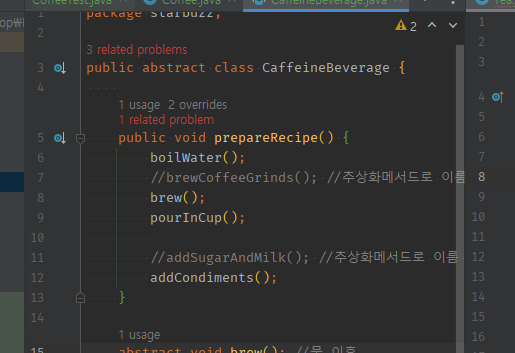 CoffeeTest.java Coffee.java CaffeineBeverage.java
package starbuzz;
2
2
3 related problems
3 public abstract class CaffeineBeverage {
4
1 usage 2 overrides
1 related problem
5 public void prepareRecipe() {
6 boilWater();
7 //brewCoffeeGrinds(); //추상화메서드로 이름
8 brew();
9 pourInCup();
10
11 //addSugarAndMilk(); //추상화메서드로 이름
12 addCondiments();
13 }
14
1 usage
15 abstract void brew(); //물
1
2
3
4
5
6
7
8
9
10
11
12
13
14
15
16